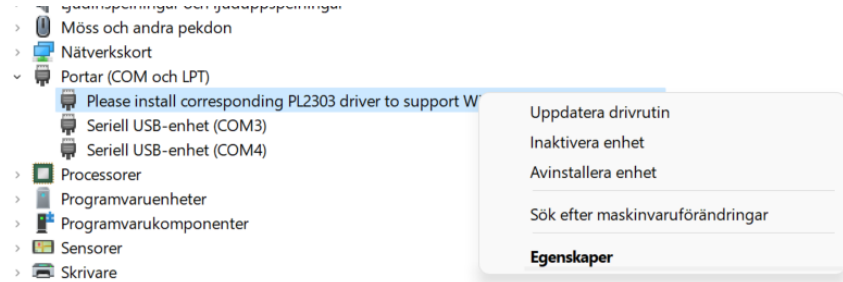 Möss och andra pekdon
Nätverkskort
Portar (COM och LPT)
Please install corresponding PL2303 driver to support W
Seriell USB-enhet (COM3)
Seriell USB-enhet (COM4)
Processorer
Programvaruenheter
Programvarukomponenter
Sensorer
Skrivare
Uppdatera drivrutin
Inaktivera enhet
Avinstallera enhet
Sök efter maskinvaruförändringar
Egenskaper